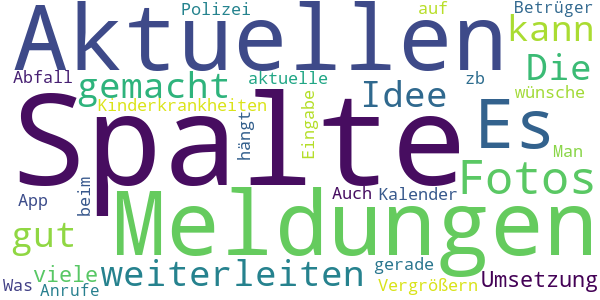 Aktuellen
Polizei
auf
Betrüger
kann
Abfall
gemacht
aktuelle
Idee
zb
Die
wünsche
Kinderkrankheiten
Spalte
hängt
Eingabe
Es
Man
Fotos
App
beim
Auch
Kalender
Meldungen
gut
viele
weiterleiten
gerade
Umsetzung
Was
Anrufe
Vergrößern